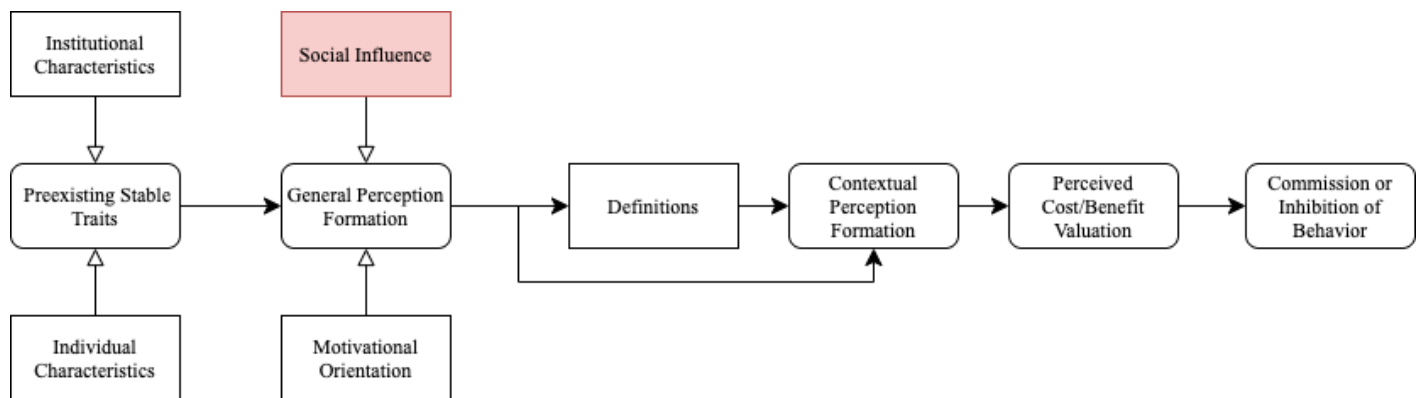 Institutional
Characteristics
Social Influence
Preexisting Stable
Traits
General Perception
Formation
Definitions
Contextual
Perception
Formation
Perceived
Cost/Benefit
Valuation
Commission or
Inhibition of
Behavior
Individual
Characteristics
Motivational
Orientation